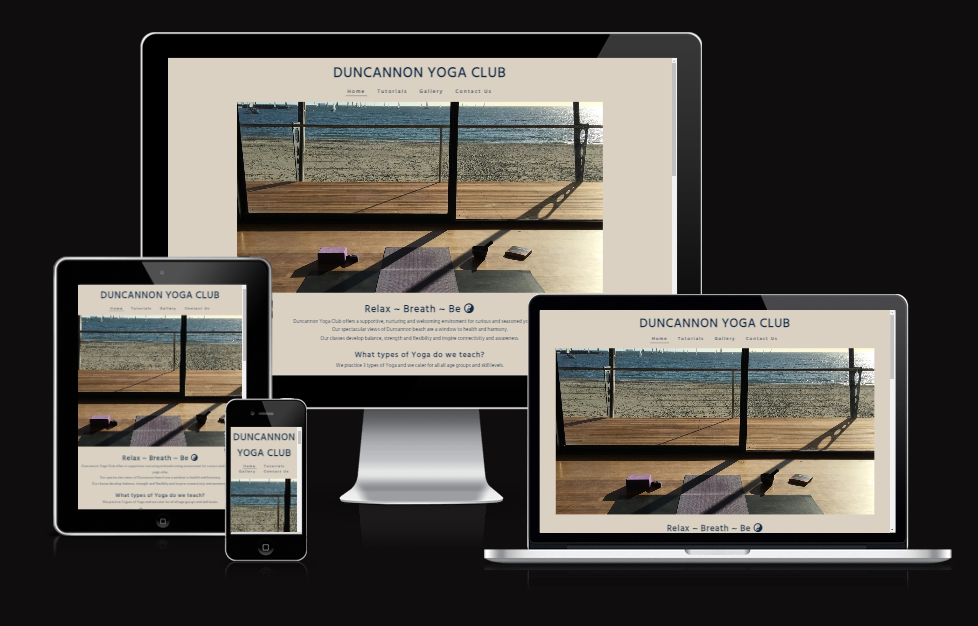 DUNCANNON YOGA CLUB
Home Tutorials Gallery Contact Us
Relax ~ Breath ~ Be
Duncannon Yoga Club offers a supportive, nurturing and welcoming enviroment for curious and seasoned yo
Our spectacular views of Duncannon beach are a window to health and harmony.
Our classes develop balance, strength and flexiblity and inspire connectivity and awareness.
What types of Yoga do we teach?
We practice 3 types of Yoga and we cater for all all age groups and skill levels.
DUNCANNON YOGA CLUB
Home Tutorials Gallery Contact Us
Relax ~ Breath ~ Be
What types of Yoga do we teach?
DUNCANNON
YOGA CLUB
Home Tutorials
Gallery Contact Us
DUNCANNON YOGA CLUB
Home Tutorials Gallery Contact Us
Relax ~ Breath ~ Be